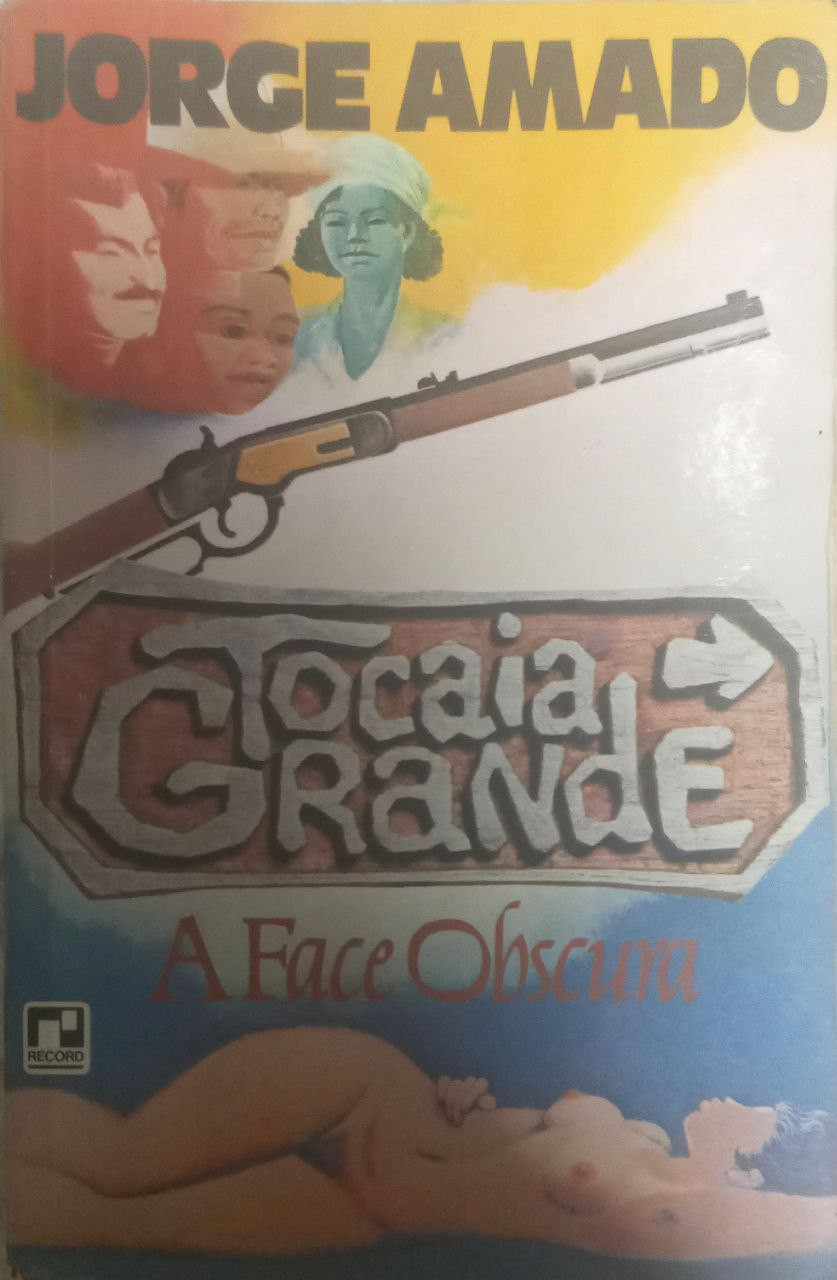 JORGE AMADO
TOCAIA
GRANDE
A Face Obscura
RECORD